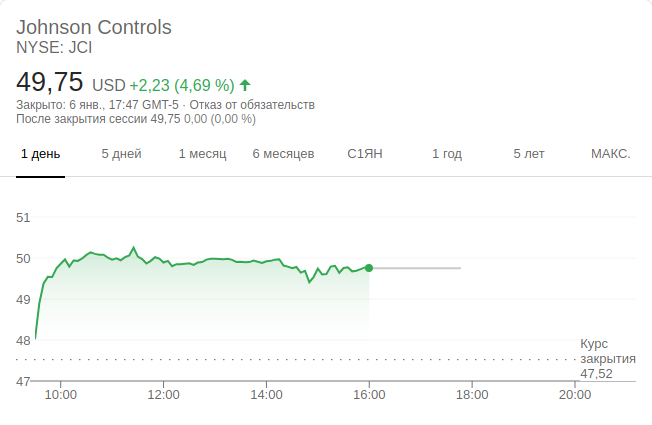 Johnson Controls
NYSE: JCI
49,75 USD +2,23 (4,69 %)
Закрыто: 6 янв., 17:47 GMT-5 · Отказ от обязательств
После закрытия сессии 49,75 0,00 (0,00 %)
1 день 5 дней 1 месяц 6 месяцев С1ЯН 1 год 5 лет МАКС.
51
50
49
48
Курс
закрытия
47,52
47
10:00 12:00 14:00 16:00 18:00 20:00